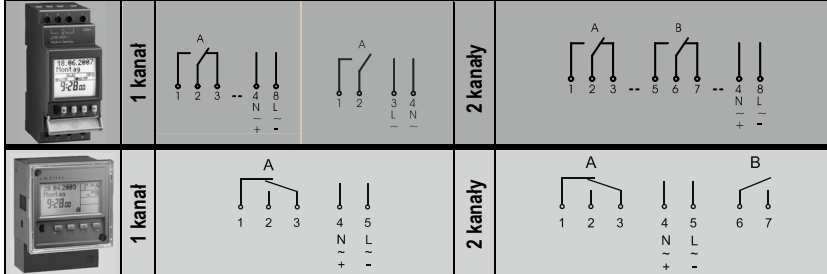 18.06.2007
Montag
9:28
1 kanał
A
1 2 3 -- 4 8
N L
~ ~
+ -
A
1 2 3 4
L N
~ ~
2 kanały
A B
1 2 3 -- 5 6 7 -- 4 8
N L
~ ~
+ -
20.04.2009
Montag
9:28
1 kanał
A
1 2 3 4 5
N L
~ ~
+ -
2 kanały
A B
1 2 3 4 5 6 7
N L
~ ~
+ -